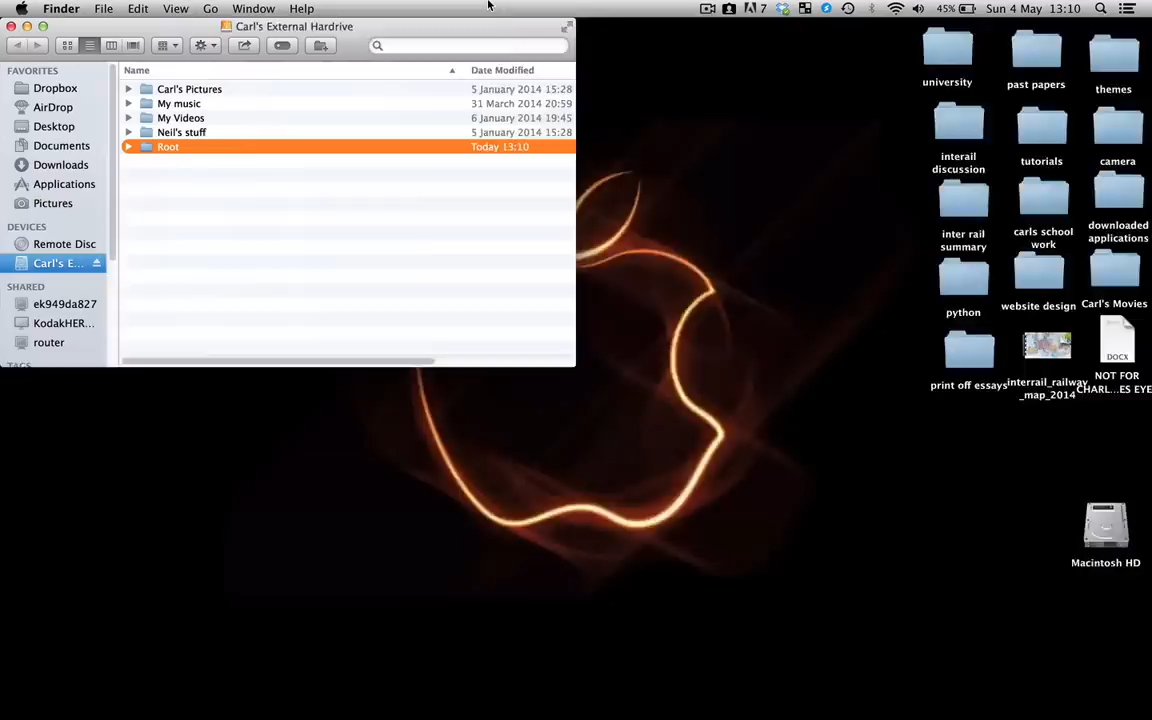 Finder File Edit View Go Window Help 7 45% Sun 4 May 13:10
Carl's External Hardrive
FAVORITES
Dropbox
AirDrop
Desktop
Documents
Downloads
Applications
Pictures
DEVICES
Remote Disc
Carl's E...
SHARED
ek949da827
KodakHER...
router
Name Date Modified
Carl's Pictures 5 January 2014 15:28
My music 31 March 2014 20:59
My Videos 6 January 2014 19:45
Neil's stuff 5 January 2014 15:28
Root Today 13:10
university past papers themes
interail
discussion
tutorials
camera
inter rail
summary
carls school
work
downloaded
applications
python website design Carl's Movies
print off essays
interrail_railway
_map_2014
DOCX
NOT FOR
CHARL...ES EYE
Macintosh HD